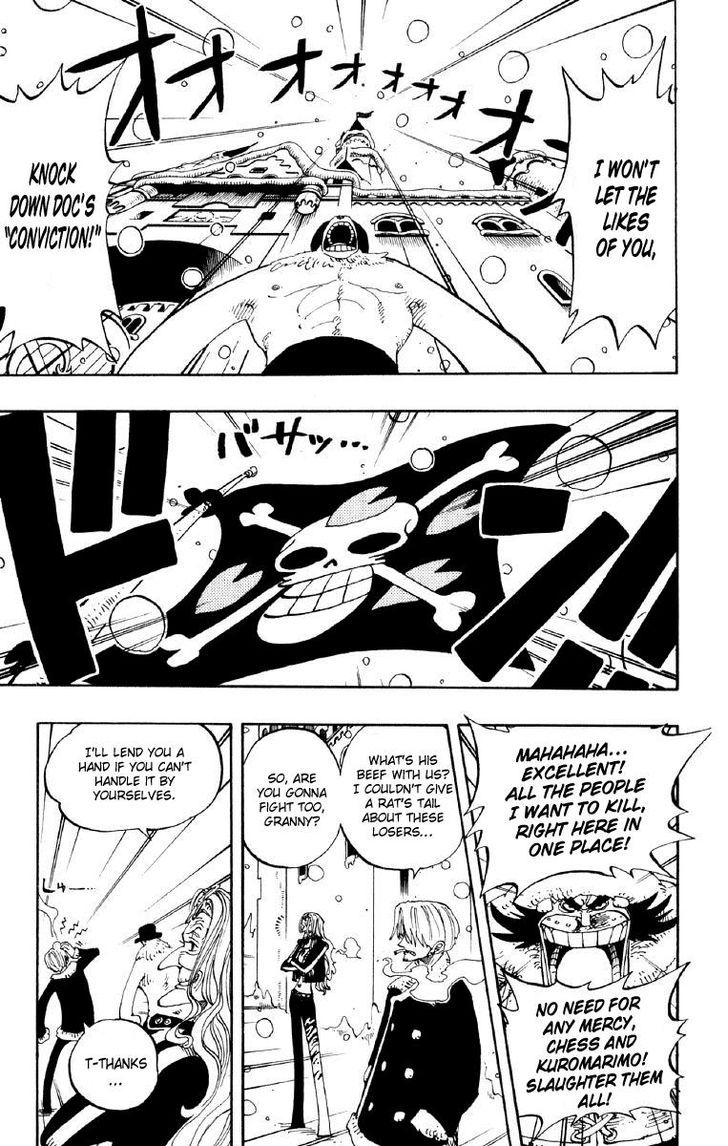 オオオオオオオオ
I WON'T
LET THE
LIKES
OF YOU,
KNOCK
DOWN DOC'S
"CONVICTION!"
バサッ...
ドドン!!
MAHAHAHA...
EXCELLENT!
ALL THE PEOPLE
I WANT TO KILL,
RIGHT HERE IN
ONE PLACE!
NO NEED FOR
ANY MERCY,
CHESS AND
KUROMARIMO!
SLAUGHTER THEM
ALL!
WHAT'S HIS
BEEF WITH US?
I COULDN'T GIVE
A RAT'S TAIL
ABOUT THESE
LOSERS...
SO, ARE
YOU GONNA
FIGHT TOO,
GRANNY?
I'LL LEND YOU A
HAND IF YOU CAN'T
HANDLE IT BY
YOURSELVES.
T-THANKS
...